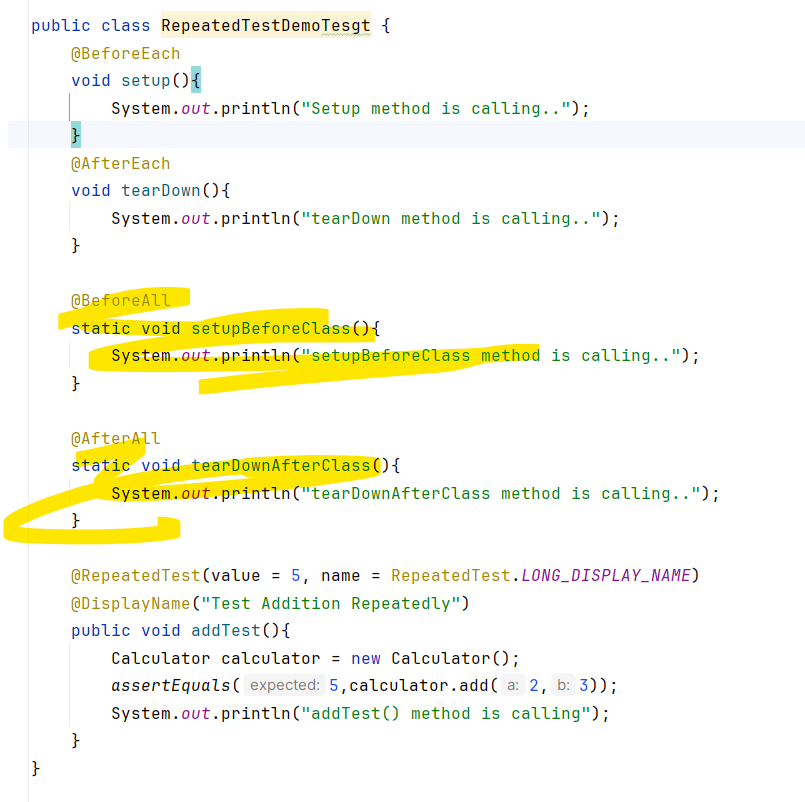 public class RepeatedTestDemoTesgt {
@BeforeEach
void setup(){
System.out.println("Setup method is calling..");
}
@AfterEach
void tearDown(){
System.out.println("tearDown method is calling..");
}
@BeforeAll
static void setupBeforeClass(){
System.out.println("setupBeforeClass method is calling..");
}
@AfterAll
static void tearDownAfterClass(){
System.out.println("tearDownAfterClass method is calling..");
}
@RepeatedTest(value = 5, name = RepeatedTest.LONG_DISPLAY_NAME)
@DisplayName("Test Addition Repeatedly")
public void addTest(){
Calculator calculator = new Calculator();
assertEquals( expected: 5,calculator.add( a: 2, b: 3));
System.out.println("addTest() method is calling");
}
}